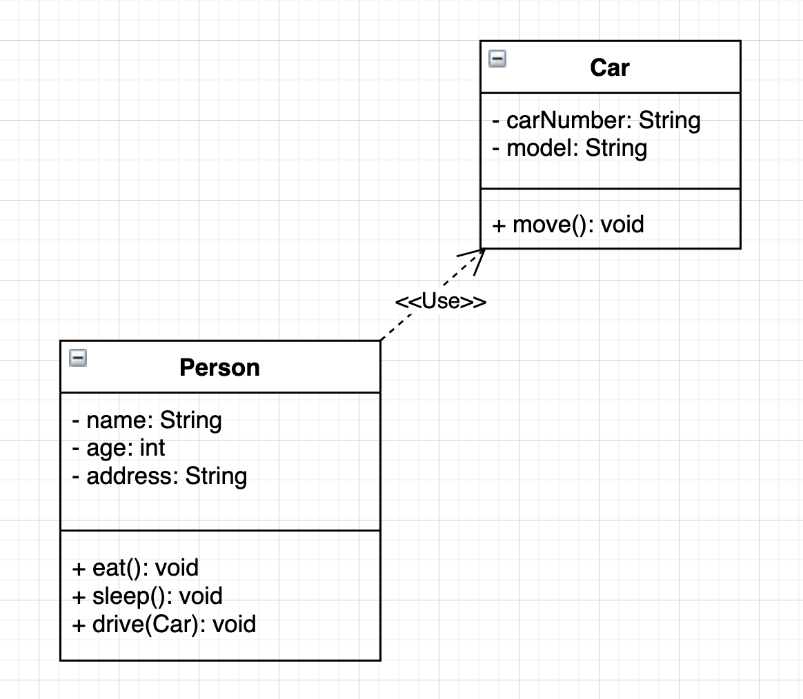 Car
- carNumber: String
- model: String
+ move(): void
<<Use>>
Person
- name: String
- age: int
- address: String
+ eat(): void
+ sleep(): void
+ drive(Car): void